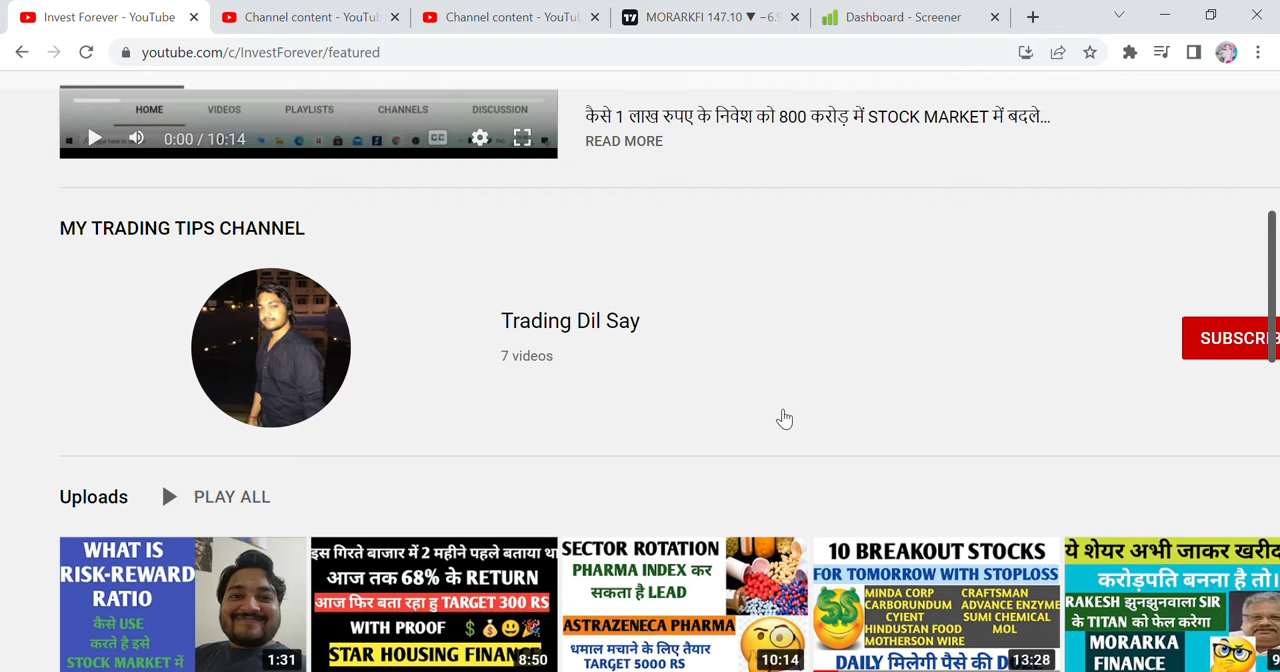 Invest Forever - YouTube
Channel content - YouTu
Channel content - YouTu
MORARKFI 147.10 ▼ −6.9
Dashboard - Screener
youtube.com/c/InvestForever/featured
HOME VIDEOS PLAYLISTS CHANNELS DISCUSSION
0:00 / 10:14
CC
कैसे 1 लाख रुपए के निवेश को 800 करोड़ में STOCK MARKET में बदले...
READ MORE
MY TRADING TIPS CHANNEL
Trading Dil Say
7 videos
SUBSCRIB
Uploads
PLAY ALL
WHAT IS
RISK-REWARD
RATIO
कैसे USE
करते है इसे
STOCK MARKET में
1:31
इस गिरते बाजार में 2 महीने पहले बताया था
आज तक 68% के RETURN
आज फिर बता रहा हु TARGET 300 RS
WITH PROOF
STAR HOUSING FINANC
8:50
SECTOR ROTATION
PHARMA INDEX कर
सकता है LEAD
ASTRAZENECA PHARMA
धमाल मचाने के लिए तैयार
TARGET 5000 RS
10:14
10 BREAKOUT STOCKS
FOR TOMORROW WITH STOPLOSS
MINDA CORP CRAFTSMAN
CARBORUNDUM ADVANCE ENZYME
CYIENT SUMI CHEMICAL
HINDUSTAN FOOD MOL
MOTHERSON WIRE
DAILY मिलेगी पैसे की D
13:28
ये शेयर अभी जाकर खरीद
करोड़पति बनना है तो।
RAKESH झुनझुनवाला SIR
के TITAN को फेल करेगा
MORARKA
FINANCE